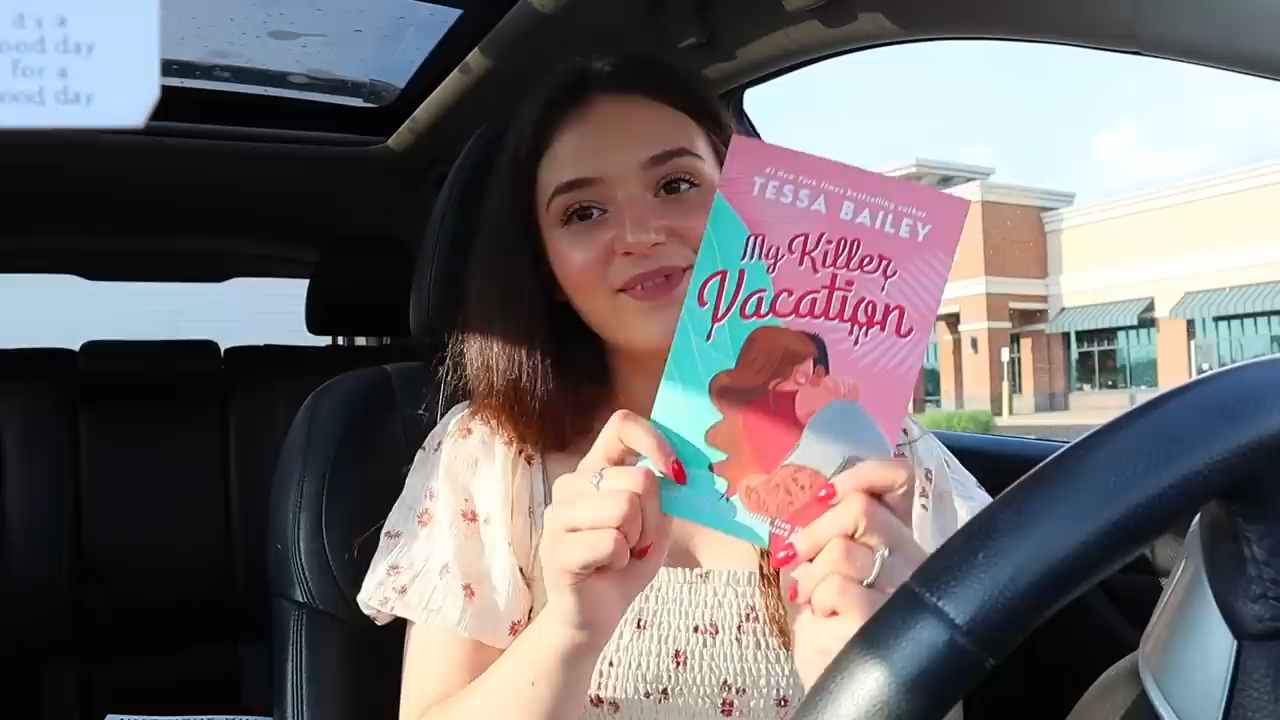 it's a
ood day
for a
ood day
#1 New York Times bestselling author
TESSA BAILEY
My Killer
Vacation